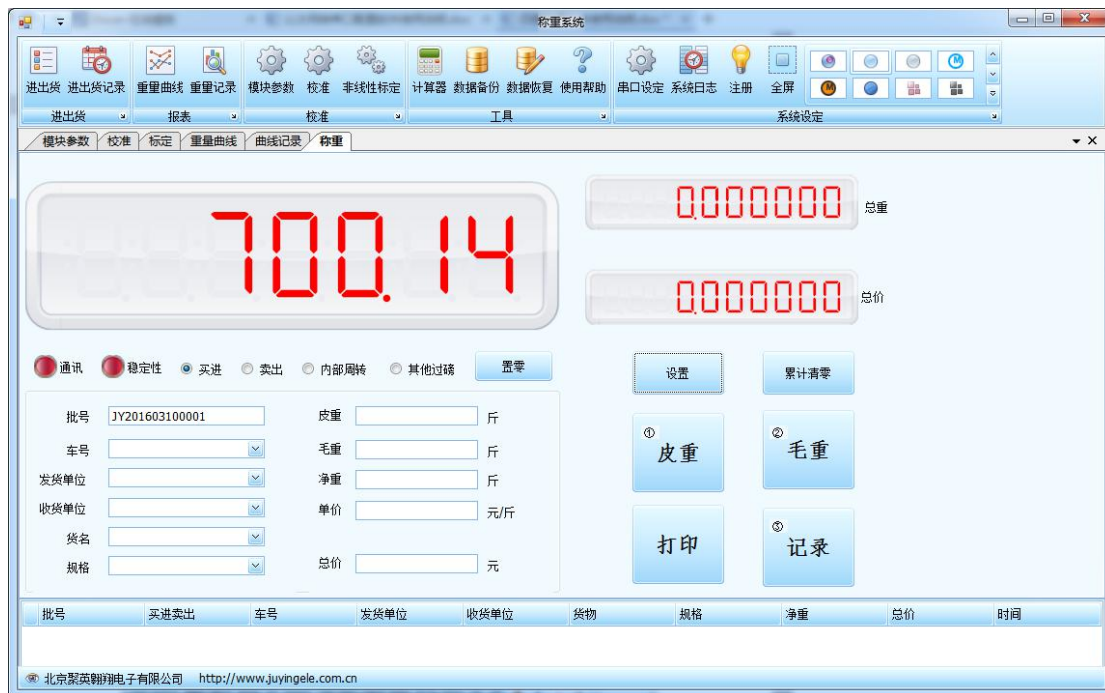 称重系统
进出货 进出货记录 重量曲线 重量记录 模块参数 校准 非线性标定 计算器 数据备份 数据恢复 使用帮助 串口设定 系统日志 注册 全屏
进出货 报表 校准 工具 系统设定
模块参数 校准 标定 重量曲线 曲线记录 称重
700.14
0.000000 总重
0.000000 总价
通讯 稳定性 买进 卖出 内部周转 其他过磅 置零
设置 累计清零
批号 JY201603100001 皮重 斤
车号 毛重 斤
发货单位 净重 斤
收货单位 单价 元/斤
货名
规格 总价 元
① 皮重 ② 毛重
打印 ③ 记录
批号 买进卖出 车号 发货单位 收货单位 货物 规格 净重 总价 时间
北京聚英翱翔电子有限公司 http://www.juyingele.com.cn